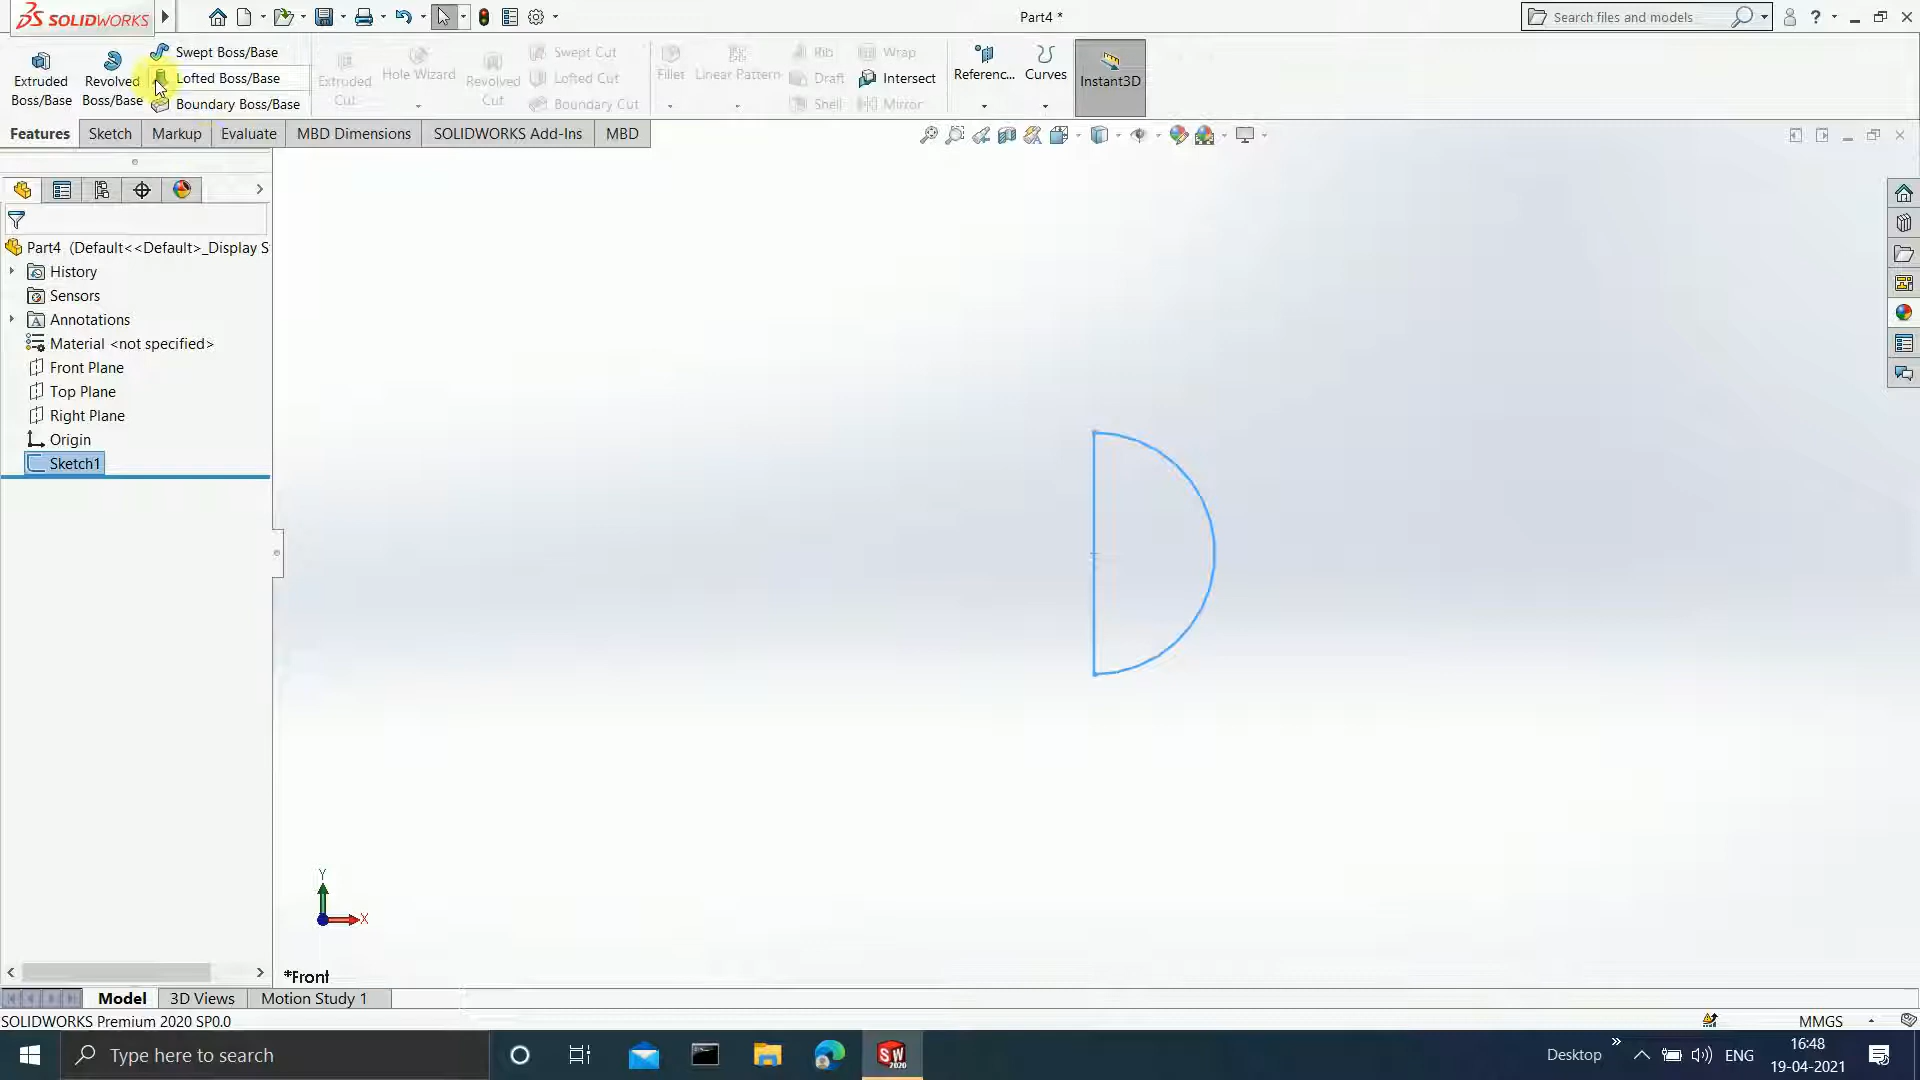 SOLIDWORKS
Part4 *
Search files and models
Extruded
Boss/Base
Revolved
Boss/Base
Swept Boss/Base
Lofted Boss/Base
Boundary Boss/Base
Extruded
Cut
Hole Wizard
Revolved
Cut
Swept Cut
Lofted Cut
Boundary Cut
Fillet
Linear Pattern
Rib
Draft
Shell
Wrap
Intersect
Mirror
Referenc...
Curves
Instant3D
Features
Sketch
Markup
Evaluate
MBD Dimensions
SOLIDWORKS Add-Ins
MBD
Part4 (Default<<Default>_Display S
History
Sensors
Annotations
Material <not specified>
Front Plane
Top Plane
Right Plane
Origin
Sketch1
Y
X
*Front
Model
3D Views
Motion Study 1
SOLIDWORKS Premium 2020 SP0.0
MMGS
Type here to search
SW
2020
Desktop
ENG
16:48
19-04-2021